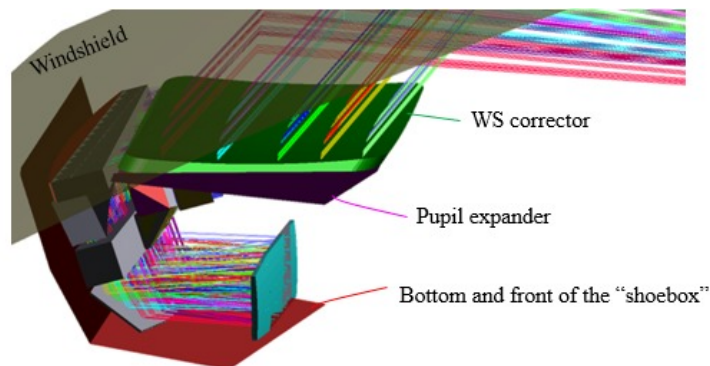 Windshield
WS corrector
Pupil expander
Bottom and front of the “shoebox”